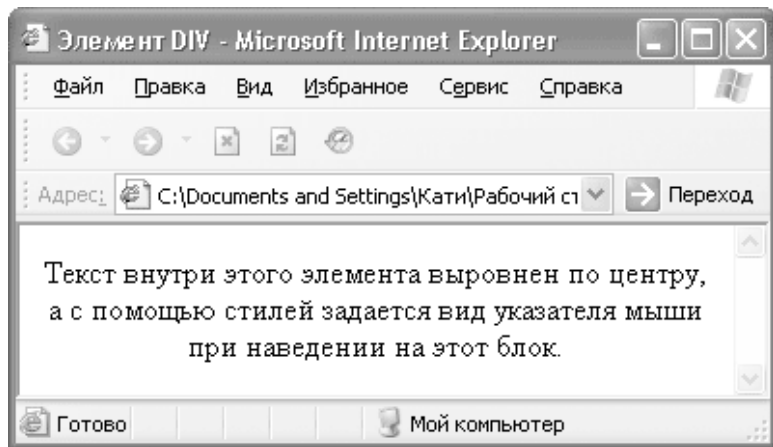 Элемент DIV - Microsoft Internet Explorer
Файл Правка Вид Избранное Сервис Справка
Адрес: C:\Documents and Settings\Кати\Рабочий ст Переход
Текст внутри этого элемента выровнен по центру,
а с помощью стилей задается вид указателя мыши
при наведении на этот блок.
Готово Мой компьютер